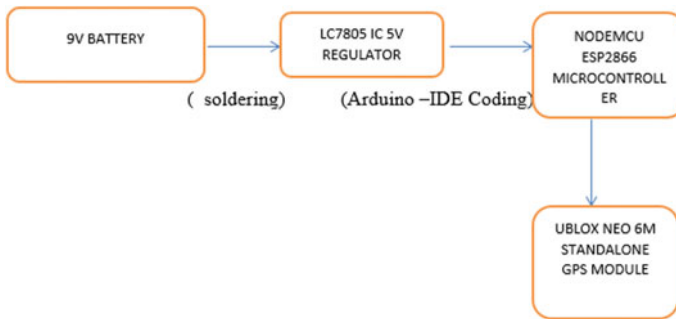 9V BATTERY
LC7805 IC 5V
REGULATOR
NODEMCU
ESP2866
MICROCONTROLL
ER
( soldering)
(Arduino –IDE Coding)
UBLOX NEO 6M
STANDALONE
GPS MODULE